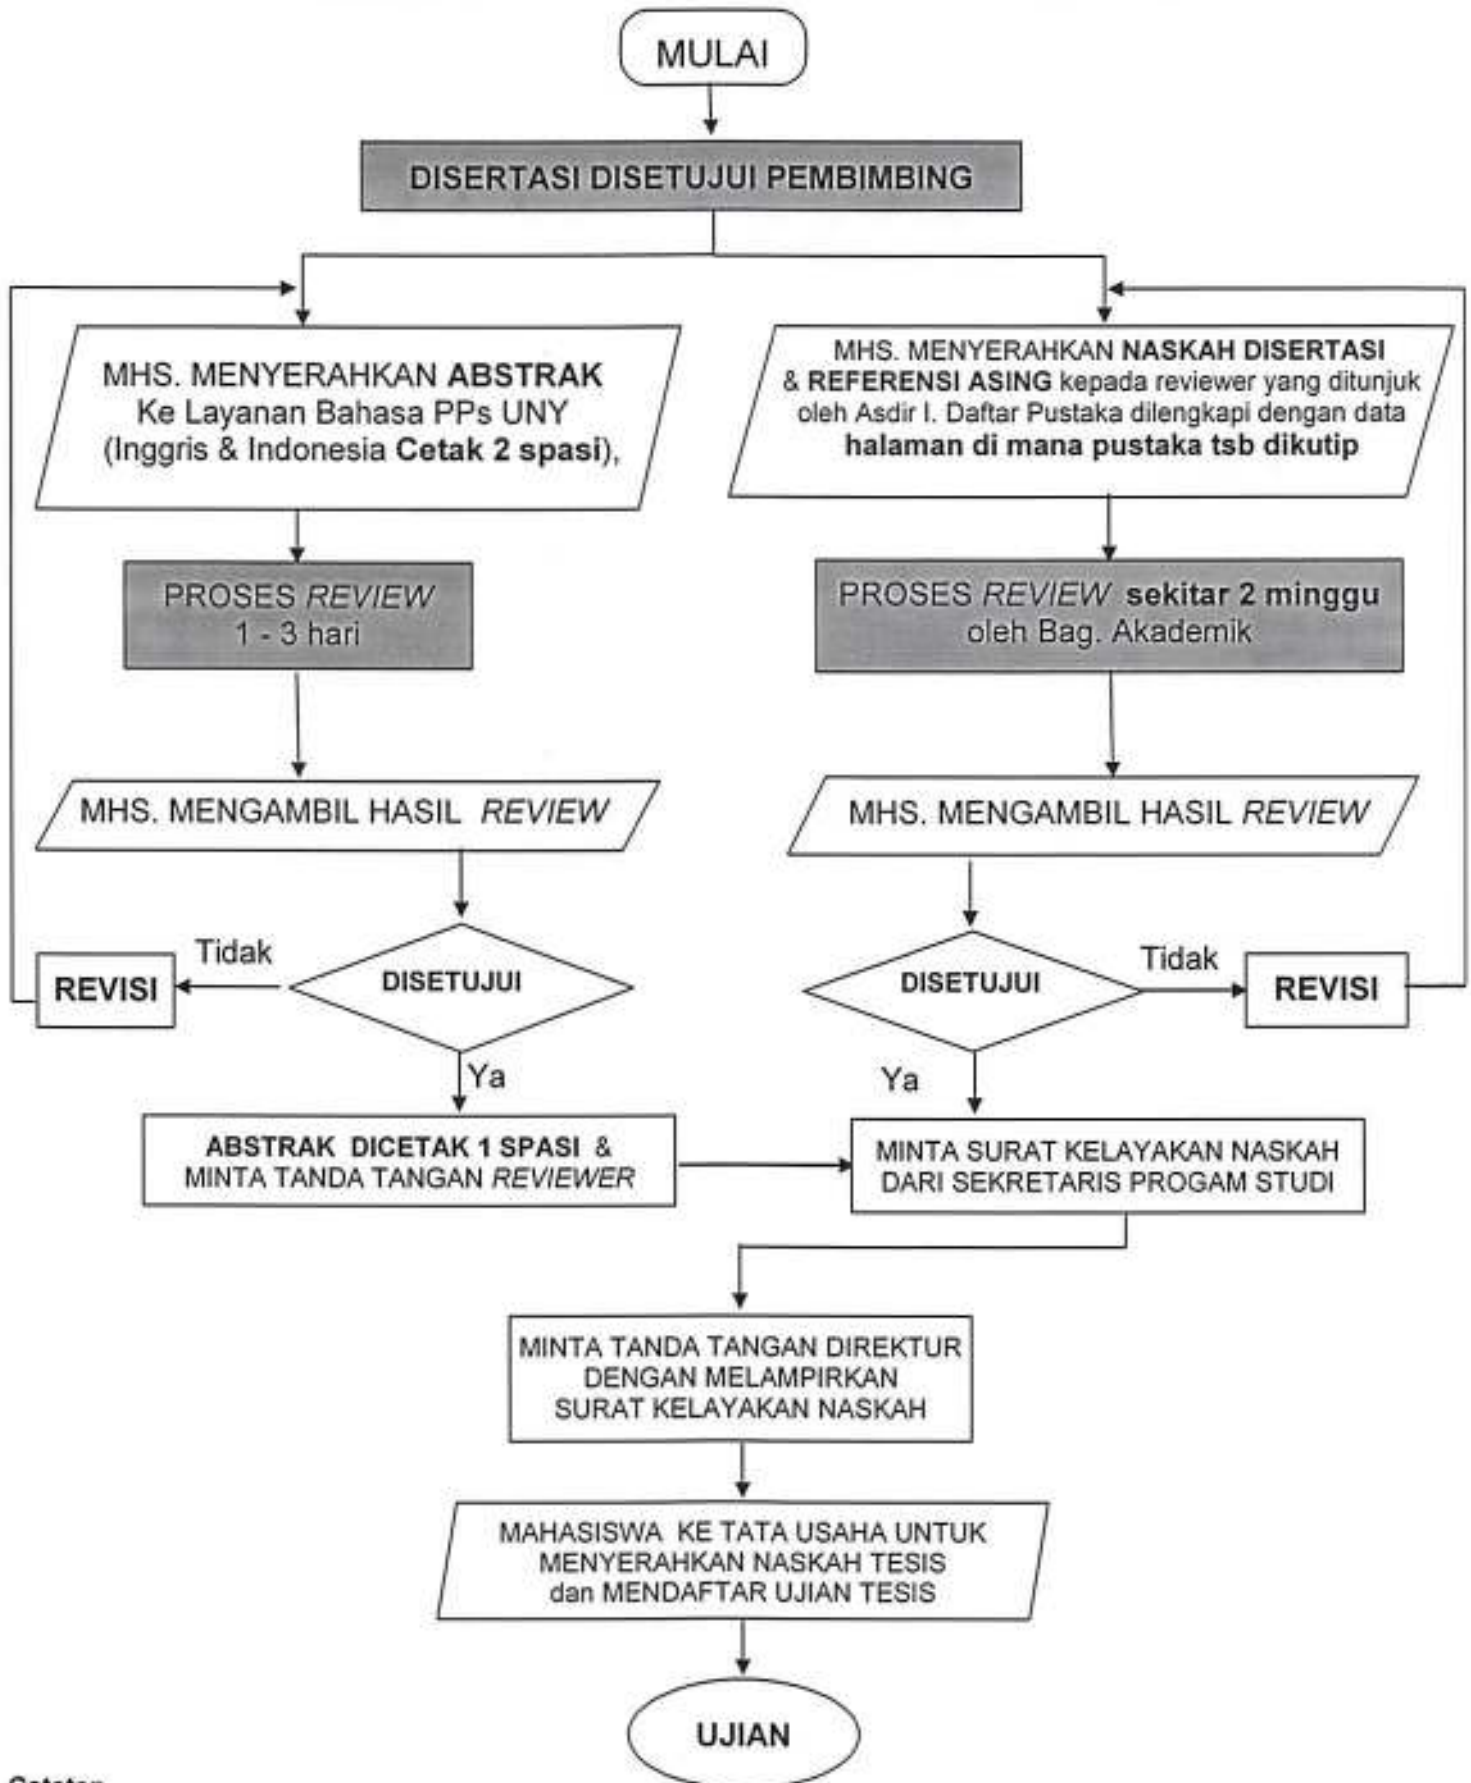 MULAI
DISERTASI DISETUJUI PEMBIMBING
MHS. MENYERAHKAN ABSTRAK
Ke Layanan Bahasa PPs UNY
(Inggris & Indonesia Cetak 2 spasi),
MHS. MENYERAHKAN NASKAH DISERTASI
& REFERENSI ASING kepada reviewer yang ditunjuk
oleh Asdir I. Daftar Pustaka dilengkapi dengan data
halaman di mana pustaka tsb dikutip
PROSES REVIEW
1 - 3 hari
PROSES REVIEW sekitar 2 minggu
oleh Bag. Akademik
MHS. MENGAMBIL HASIL REVIEW
MHS. MENGAMBIL HASIL REVIEW
REVISI
Tidak
DISETUJUI
DISETUJUI
Tidak
REVISI
Ya
Ya
ABSTRAK DICETAK 1 SPASI &
MINTA TANDA TANGAN REVIEWER
MINTA SURAT KELAYAKAN NASKAH
DARI SEKRETARIS PROGAM STUDI
MINTA TANDA TANGAN DIREKTUR
DENGAN MELAMPIRKAN
SURAT KELAYAKAN NASKAH
MAHASISWA KE TATA USAHA UNTUK
MENYERAHKAN NASKAH TESIS
dan MENDAFTAR UJIAN TESIS
UJIAN